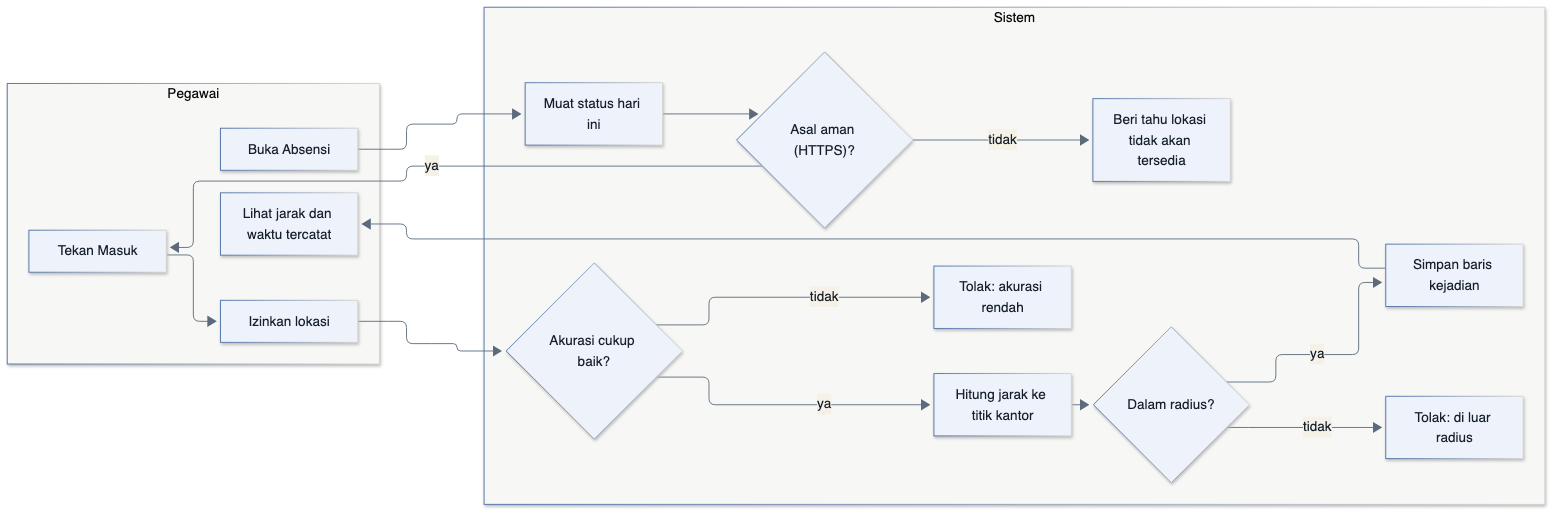 Sistem
Pegawai
Buka Absensi
Muat status hari
ini
Asal aman
(HTTPS)?
tidak
Beri tahu lokasi
tidak akan
tersedia
ya
Lihat jarak dan
waktu tercatat
Tekan Masuk
Izinkan lokasi
Akurasi cukup
baik?
tidak
Tolak: akurasi
rendah
ya
Hitung jarak ke
titik kantor
Dalam radius?
ya
Simpan baris
kejadian
tidak
Tolak: di luar
radius